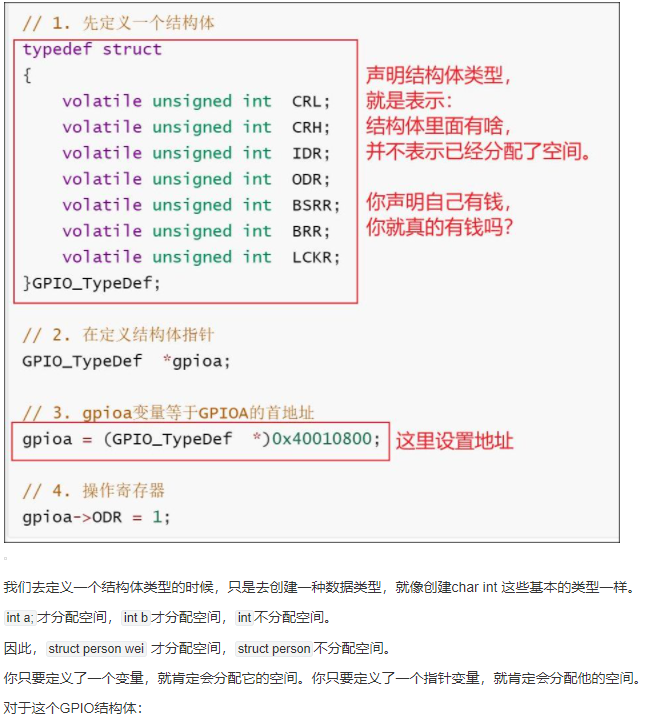 // 1. 先定义一个结构体
typedef struct
{
volatile unsigned int CRL;
volatile unsigned int CRH;
volatile unsigned int IDR;
volatile unsigned int ODR;
volatile unsigned int BSRR;
volatile unsigned int BRR;
volatile unsigned int LCKR;
}GPIO_TypeDef;
声明结构体类型，
就是表示：
结构体里面有啥，
并不表示已经分配了空间。
你声明自己有钱，
你就真的有钱吗？
// 2. 在定义结构体指针
GPIO_TypeDef *gpioa;
// 3. gpioa变量等于GPIOA的首地址
gpioa = (GPIO_TypeDef *)0x40010800;
这里设置地址
// 4. 操作寄存器
gpioa->ODR = 1;
我们去定义一个结构体类型的时候，只是去创建一种数据类型，就像创建char int 这些基本的类型一样。
int a;才分配空间，int b才分配空间，int不分配空间。
因此，struct person wei 才分配空间，struct person不分配空间。
你只要定义了一个变量，就肯定会分配它的空间。你只要定义了一个指针变量，就肯定会分配他的空间。
对于这个GPIO结构体：